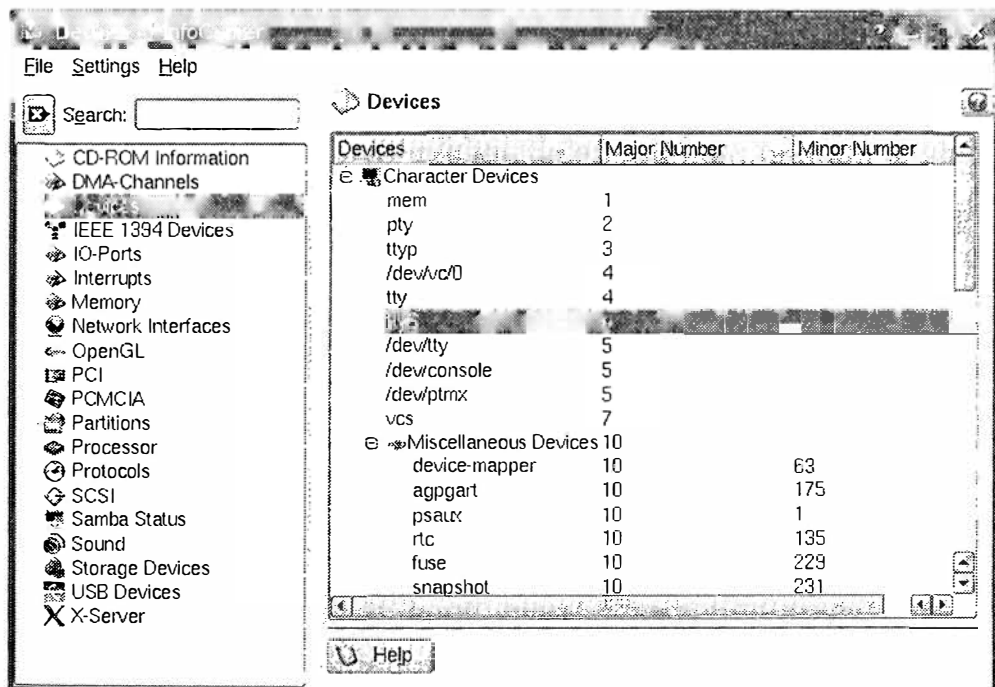 InfoCenter
File Settings Help
Search:
Devices
CD-ROM Information
DMA-Channels
Devices
IEEE 1394 Devices
IO-Ports
Interrupts
Memory
Network Interfaces
OpenGL
PCI
PCMCIA
Partitions
Processor
Protocols
SCSI
Samba Status
Sound
Storage Devices
USB Devices
X-Server
Devices Major Number Minor Number
Character Devices
mem 1
pty 2
ttyp 3
/dev/vc/0 4
tty 4
/dev/tty 5
/dev/console 5
/dev/ptmx 5
vcs 7
Miscellaneous Devices 10
device-mapper 10 63
agpgart 10 175
psaux 10 1
rtc 10 135
fuse 10 229
snapshot 10 231
Help